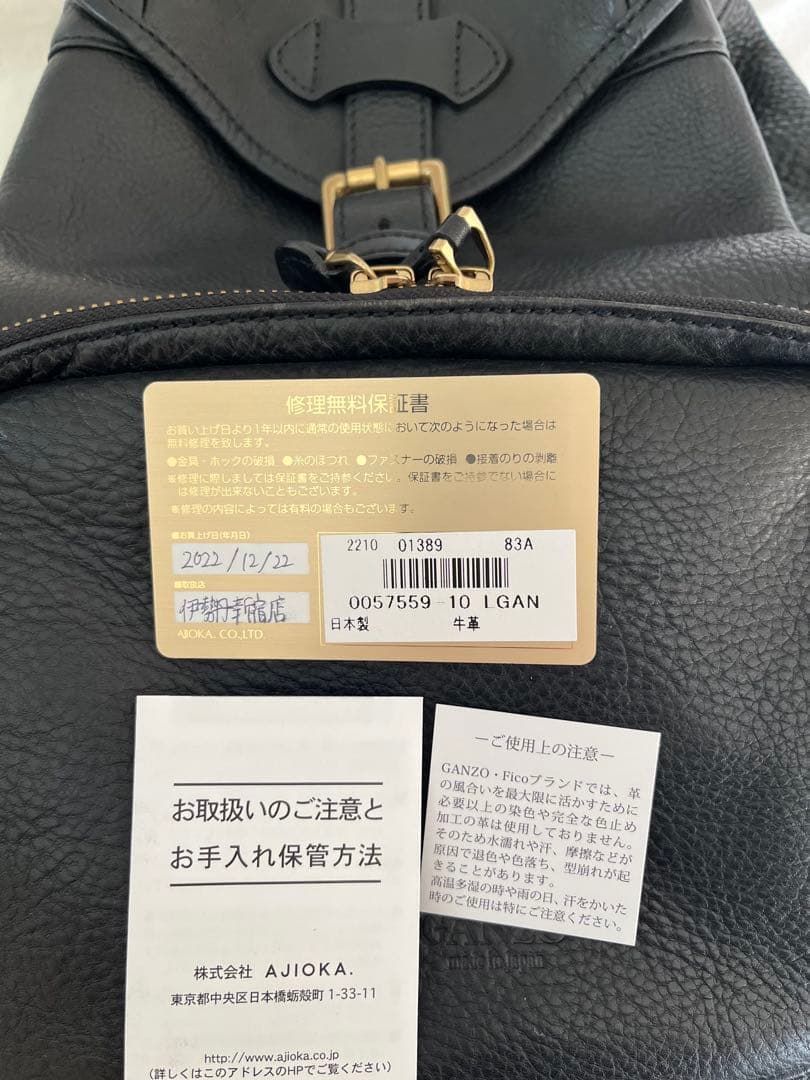 修理無料保証書
お買い上げ日より1年以内に通常の使用状態において次のようになった場合は
無料修理を致します。
●金具・ホックの破損 ●糸のほつれ ●ファスナーの破損 ●接着のりの剥離
※修理に際しましては保証書をご持参ください。保証書をご持参でない場合に
は修理が出来ないこともございます。
※修理の内容によっては有料の場合もございます。
■お買上げ日(年月日)
2022/12/22
■取扱店
伊勢丹新宿店
AJIOKA. CO.,LTD.
2210 01389 83A
0057559-10 LGAN
日本製 牛革
お取扱いのご注意と
お手入れ保管方法
株式会社 AJIOKA.
東京都中央区日本橋蛎殻町 1-33-11
http://www.ajioka.co.jp
(詳しくはこのアドレスのHPでご覧ください)
―ご使用上の注意―
GANZO・Ficoブランドでは、革
の風合いを最大限に活かすために
必要以上の染色や完全な色止め
加工の革は使用しておりません。
そのため水濡れや汗、摩擦などが
原因で退色や色落ち、型崩れが起
きることがあります。
高温多湿の時や雨の日、汗をかいた
時のご使用は特にご注意ください。
GANZO
made in Japan